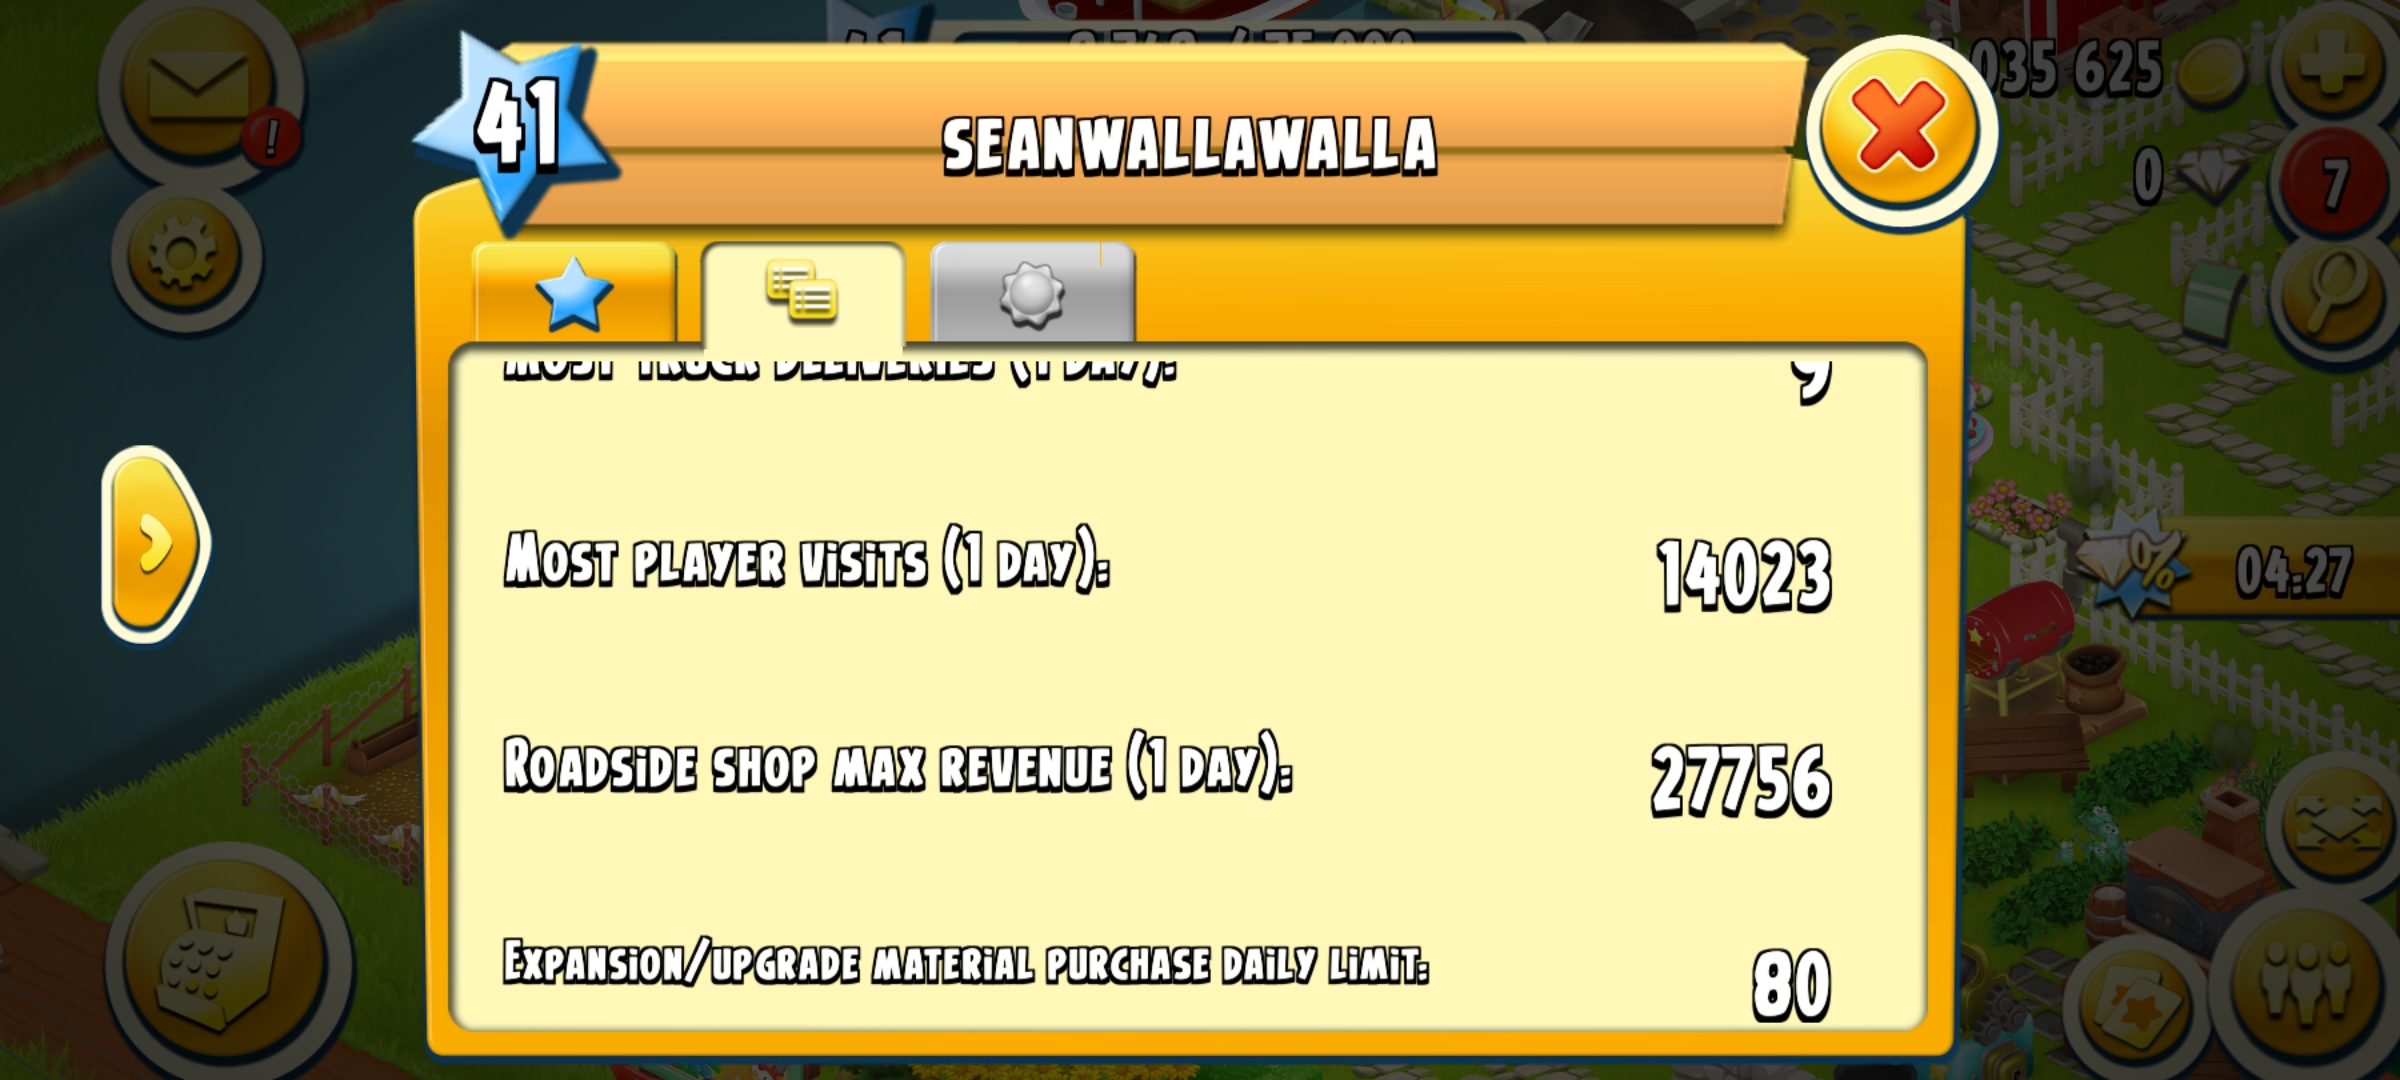 41
SEANWALLAWALLA
035 625
0
7
!
MOST TRUCK DELIVERIES (1 DAY): 9
MOST PLAYER VISITS (1 DAY): 14023
04:27
ROADSIDE SHOP MAX REVENUE (1 DAY): 27756
EXPANSION/UPGRADE MATERIAL PURCHASE DAILY LIMIT: 80